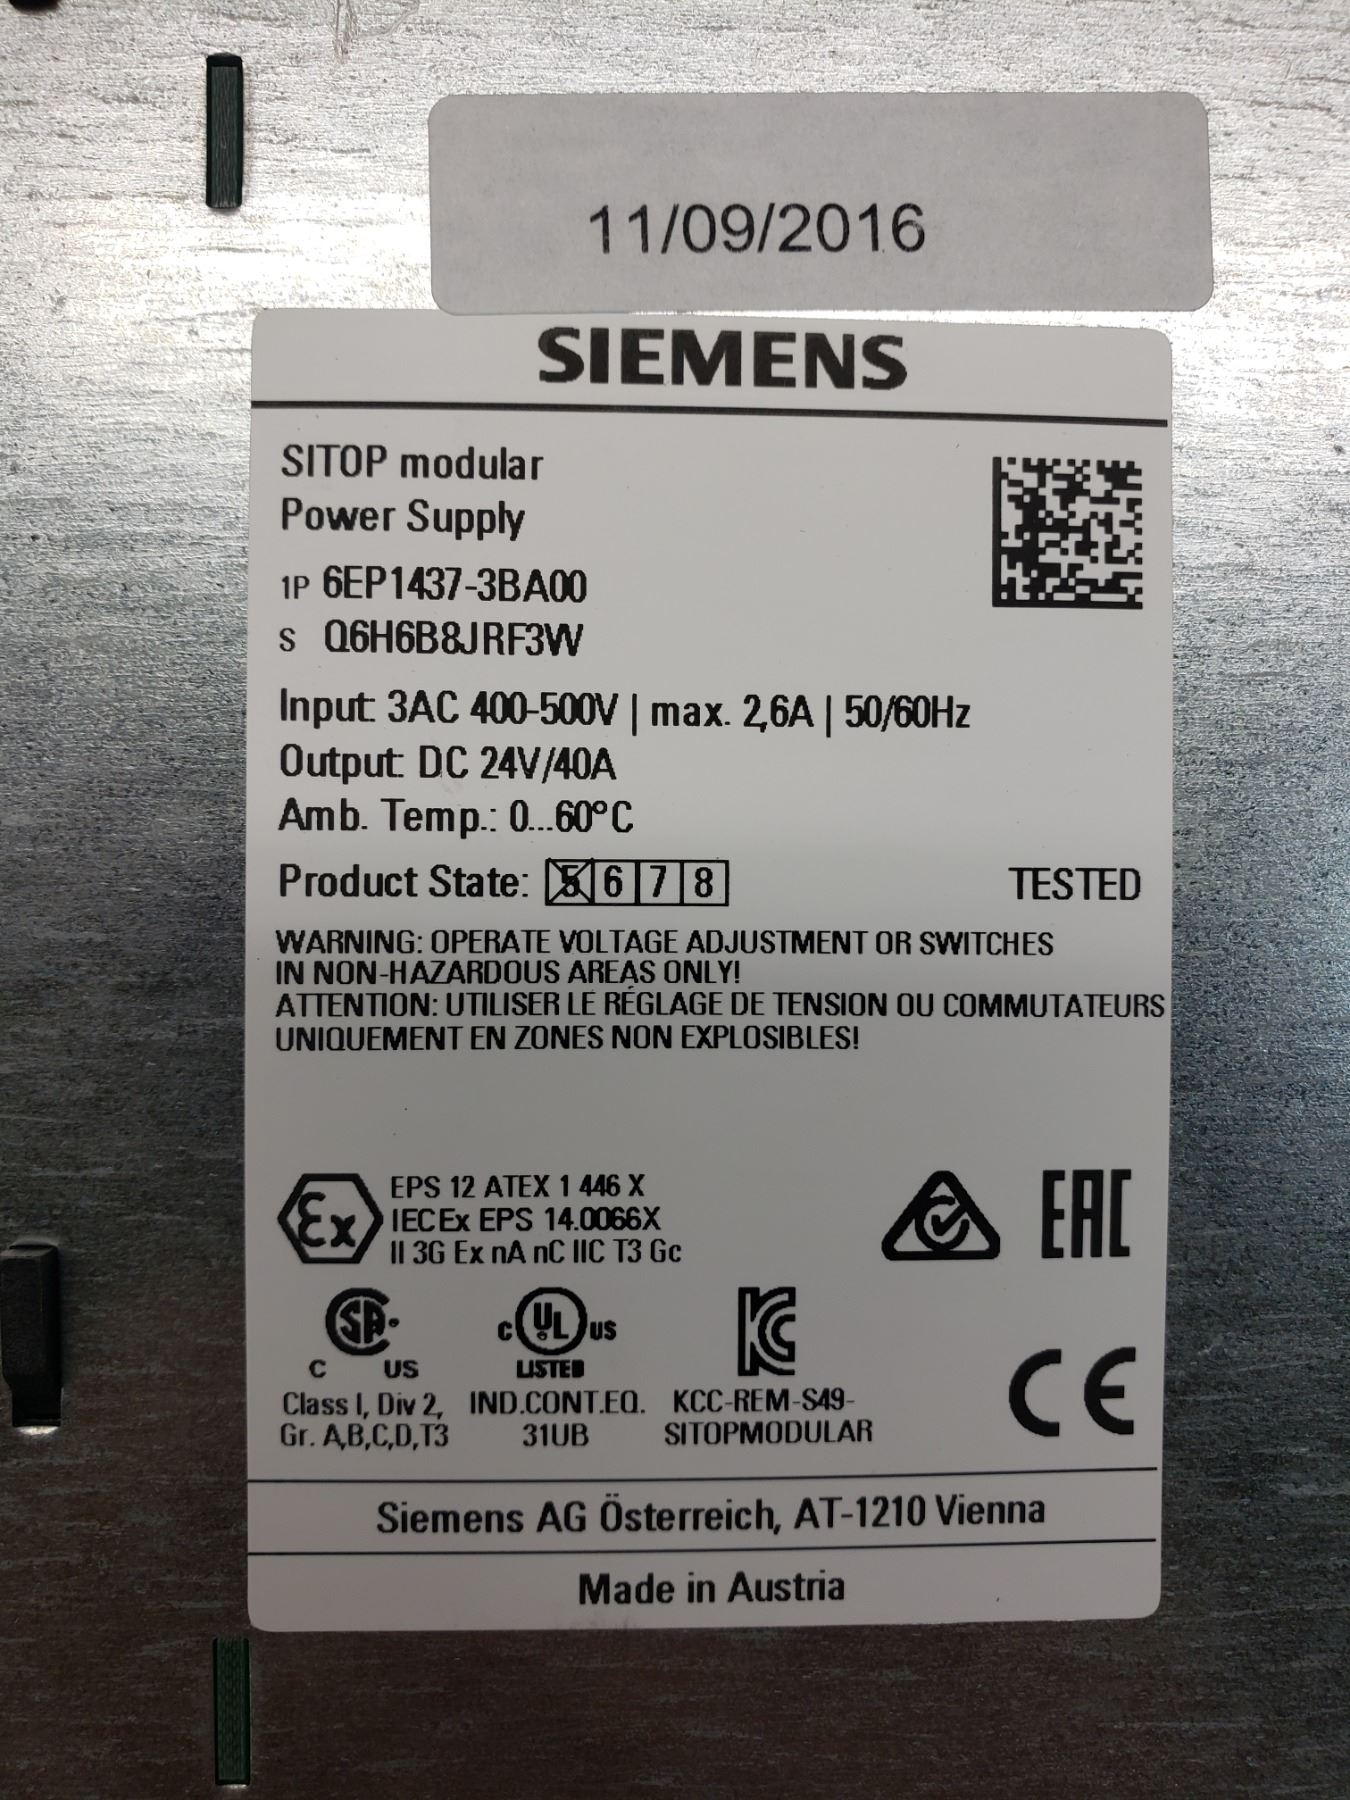 11/09/2016
SIEMENS
SITOP modular
Power Supply
1P 6EP1437-3BA00
S Q6H6B8JRF3W
Input: 3AC 400-500V | max. 2,6A | 50/60Hz
Output: DC 24V/40A
Amb. Temp.: 0...60°C
Product State: 5 6 7 8 TESTED
WARNING: OPERATE VOLTAGE ADJUSTMENT OR SWITCHES
IN NON-HAZARDOUS AREAS ONLY!
ATTENTION: UTILISER LE RÉGLAGE DE TENSION OU COMMUTATEURS
UNIQUEMENT EN ZONES NON EXPLOSIBLES!
Ex
EPS 12 ATEX 1 446 X
IECEx EPS 14.0066X
II 3G Ex nA nC IIC T3 Gc
EAC
SA
C US
Class I, Div 2,
Gr. A,B,C,D,T3
c UL us
LISTED
IND.CONT.EQ.
31UB
KC
KCC-REM-S49-
SITOPMODULAR
CE
Siemens AG Österreich, AT-1210 Vienna
Made in Austria